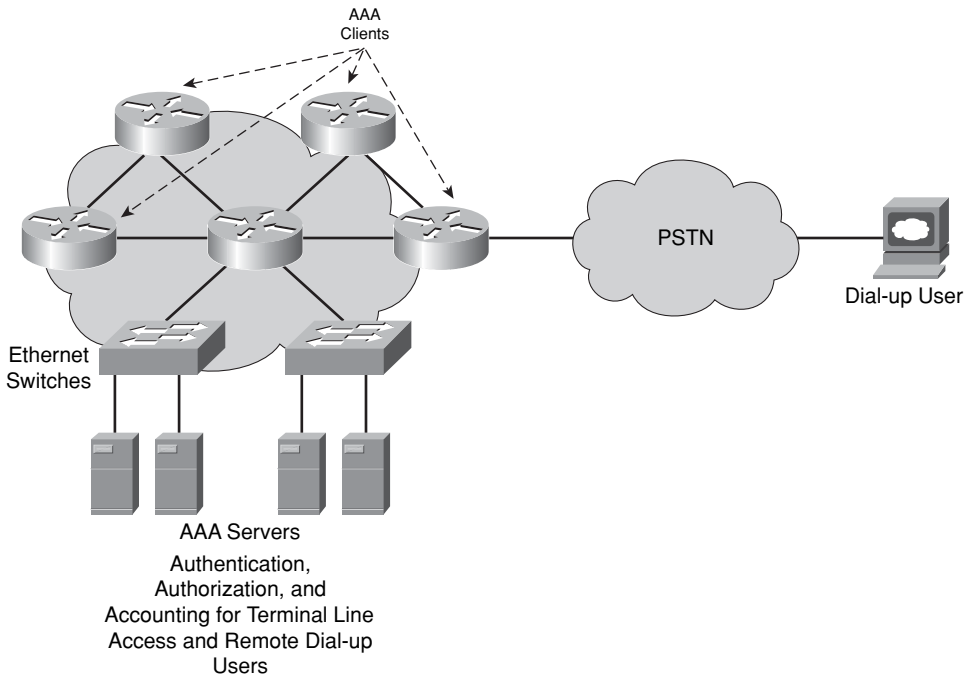 AAA
Clients
PSTN
Dial-up User
Ethernet
Switches
AAA Servers
Authentication,
Authorization, and
Accounting for Terminal Line
Access and Remote Dial-up
Users